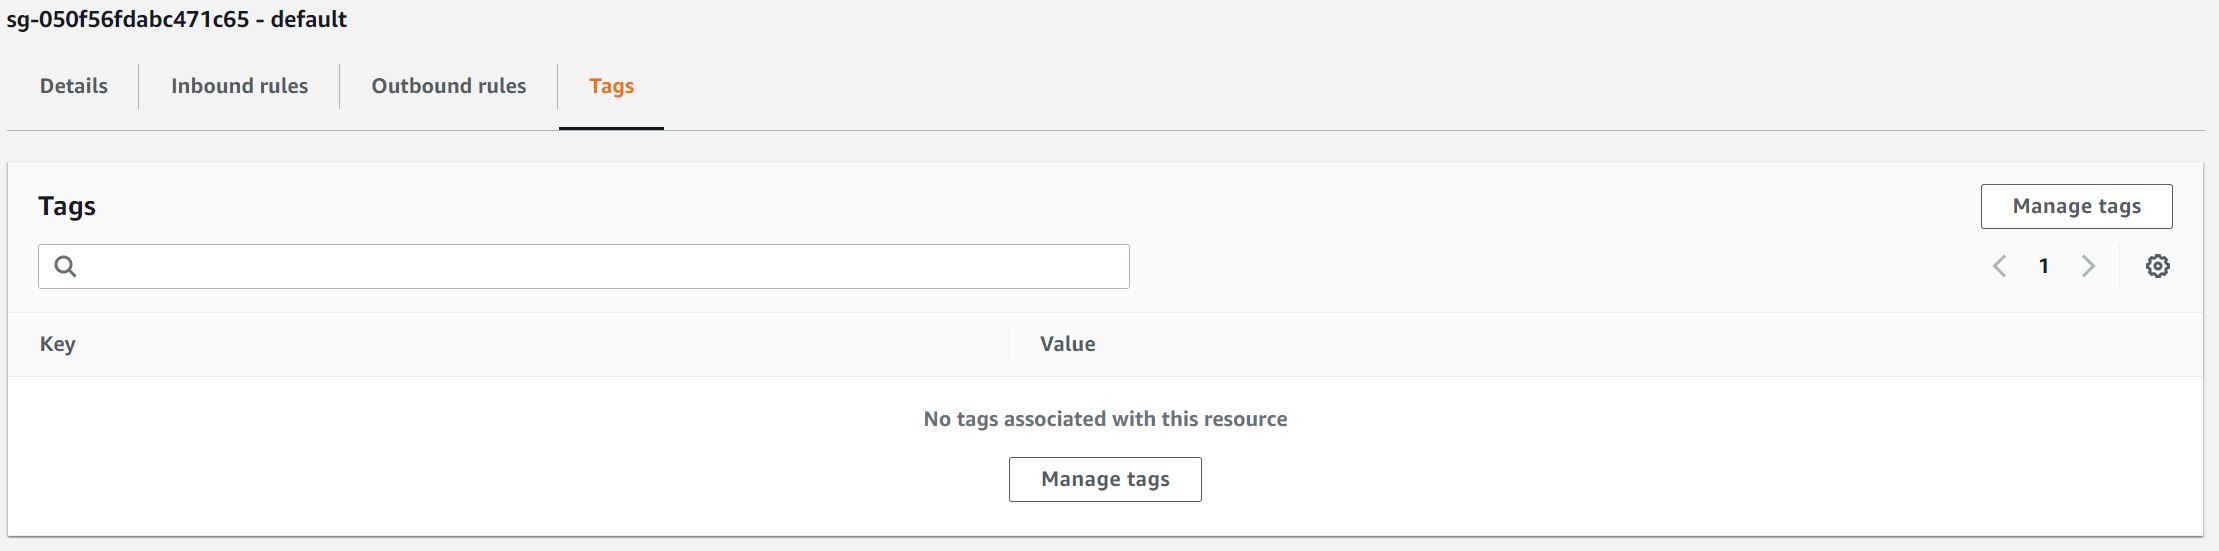 sg-050f56fdabc471c65 - default
Details Inbound rules Outbound rules Tags
Tags Manage tags
1
Key Value
No tags associated with this resource
Manage tags